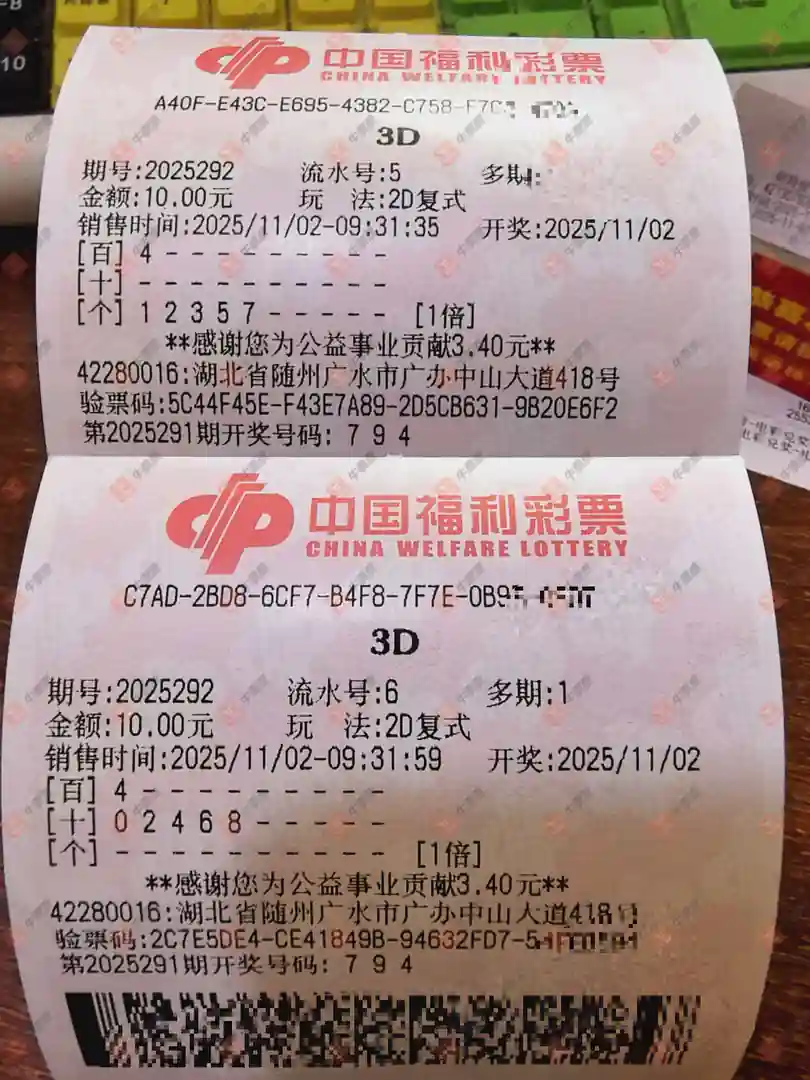 中国福利彩票
CHINA WELFARE LOTTERY
A40F-E43C-E695-4382-C758-F7C
3D
期号:2025292 流水号:5 多期:
金额:10.00元 玩 法:2D复式
销售时间:2025/11/02-09:31:35 开奖:2025/11/02
[百] 4 - - - - - - - - -
[十] - - - - - - - - - -
[个] 1 2 3 5 7 - - - - - [1倍]
**感谢您为公益事业贡献3.40元**
42280016:湖北省随州广水市广办中山大道418号
验票码:5C44F45E-F43E7A89-2D5CB631-9B20E6F2
第2025291期开奖号码: 7 9 4
中国福利彩票
CHINA WELFARE LOTTERY
C7AD-2BD8-6CF7-B4F8-7F7E-0B9
3D
期号:2025292 流水号:6 多期:1
金额:10.00元 玩 法:2D复式
销售时间:2025/11/02-09:31:59 开奖:2025/11/02
[百] 4 - - - - - - - - -
[十] 0 2 4 6 8 - - - - -
[个] - - - - - - - - - - [1倍]
**感谢您为公益事业贡献3.40元**
42280016:湖北省随州广水市广办中山大道418号
验票码:2C7E5DE4-CE41849B-94632FD7-5
第2025291期开奖号码: 7 9 4